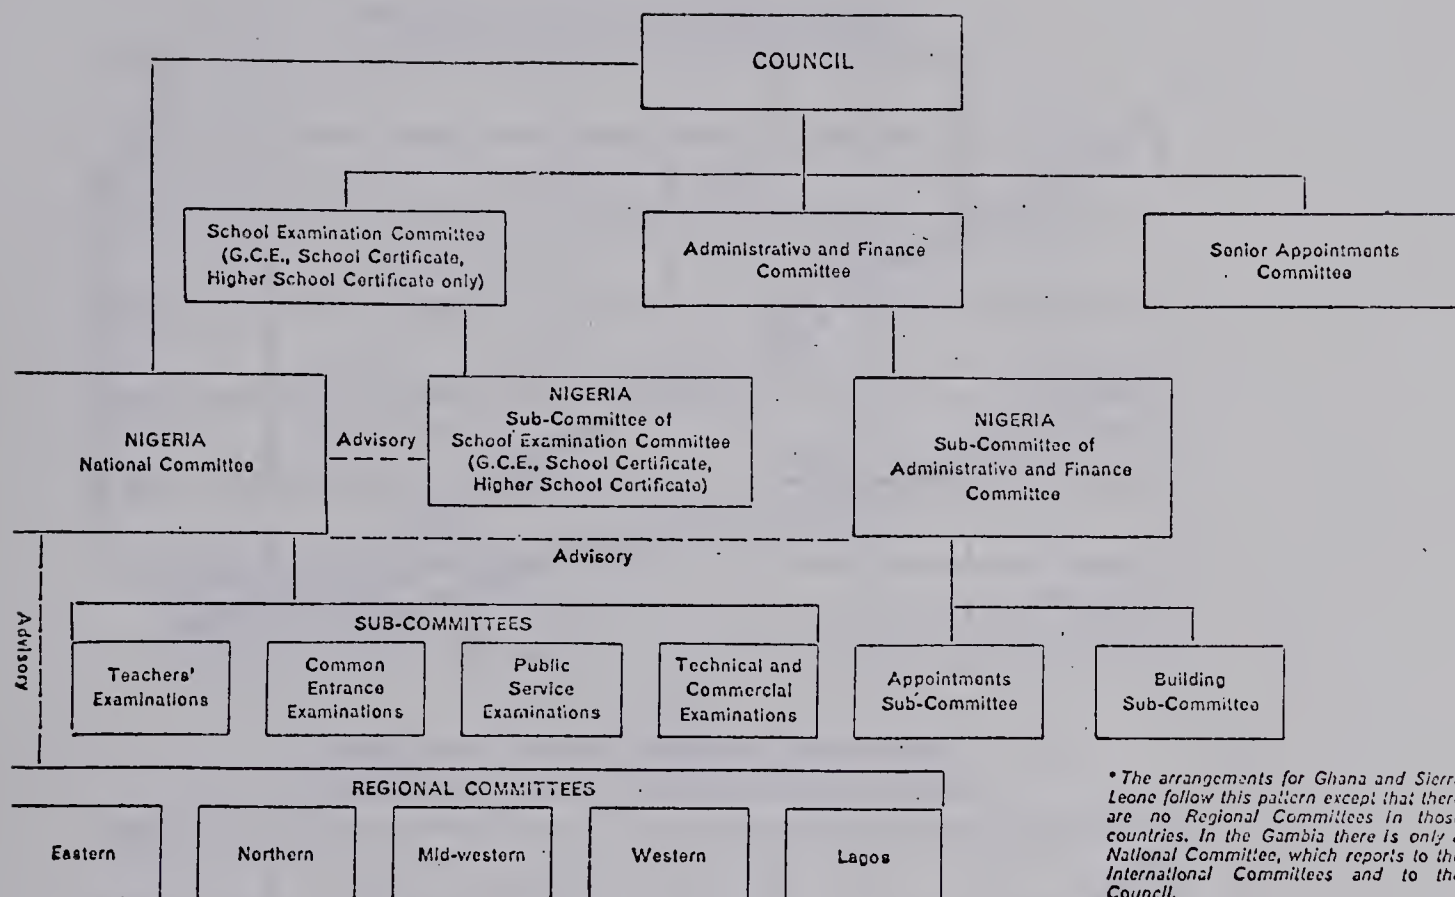 COUNCIL
School Examination Committee
(G.C.E., School Certificate,
Higher School Certificate only)
Administrative and Finance
Committee
Senior Appointments
Committee
NIGERIA
National Committee
Advisory
NIGERIA
Sub-Committee of
School Examination Committee
(G.C.E., School Certificate,
Higher School Certificate)
NIGERIA
Sub-Committee of
Administrative and Finance
Committee
Advisory
Advisory
SUB-COMMITTEES
Teachers'
Examinations
Common
Entrance
Examinations
Public
Service
Examinations
Technical and
Commercial
Examinations
Appointments
Sub-Committee
Building
Sub-Committee
REGIONAL COMMITTEES
Eastern
Northern
Mid-western
Western
Lagos
* The arrangements for Ghana and
Leone follow this pattern except that
are no Regional Committees in
countries. In the Gambia there is only
National Committee, which reports to
International Committees and to
Council.